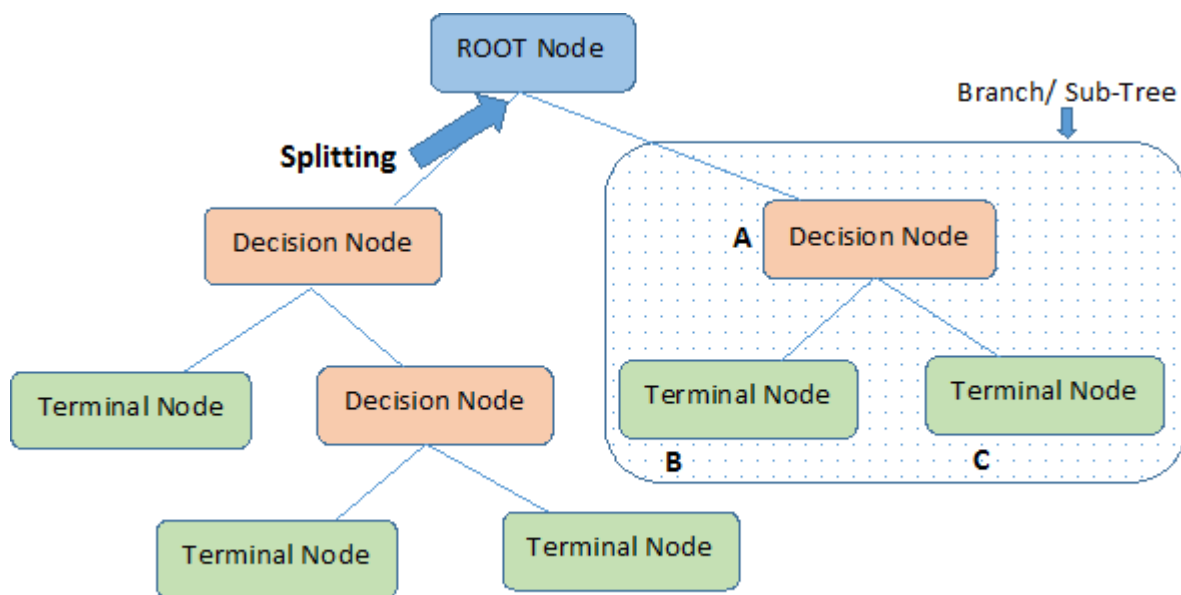 ROOT Node
Branch/ Sub-Tree
Splitting
Decision Node
A
Decision Node
Terminal Node
Decision Node
Terminal Node
Terminal Node
B
C
Terminal Node
Terminal Node